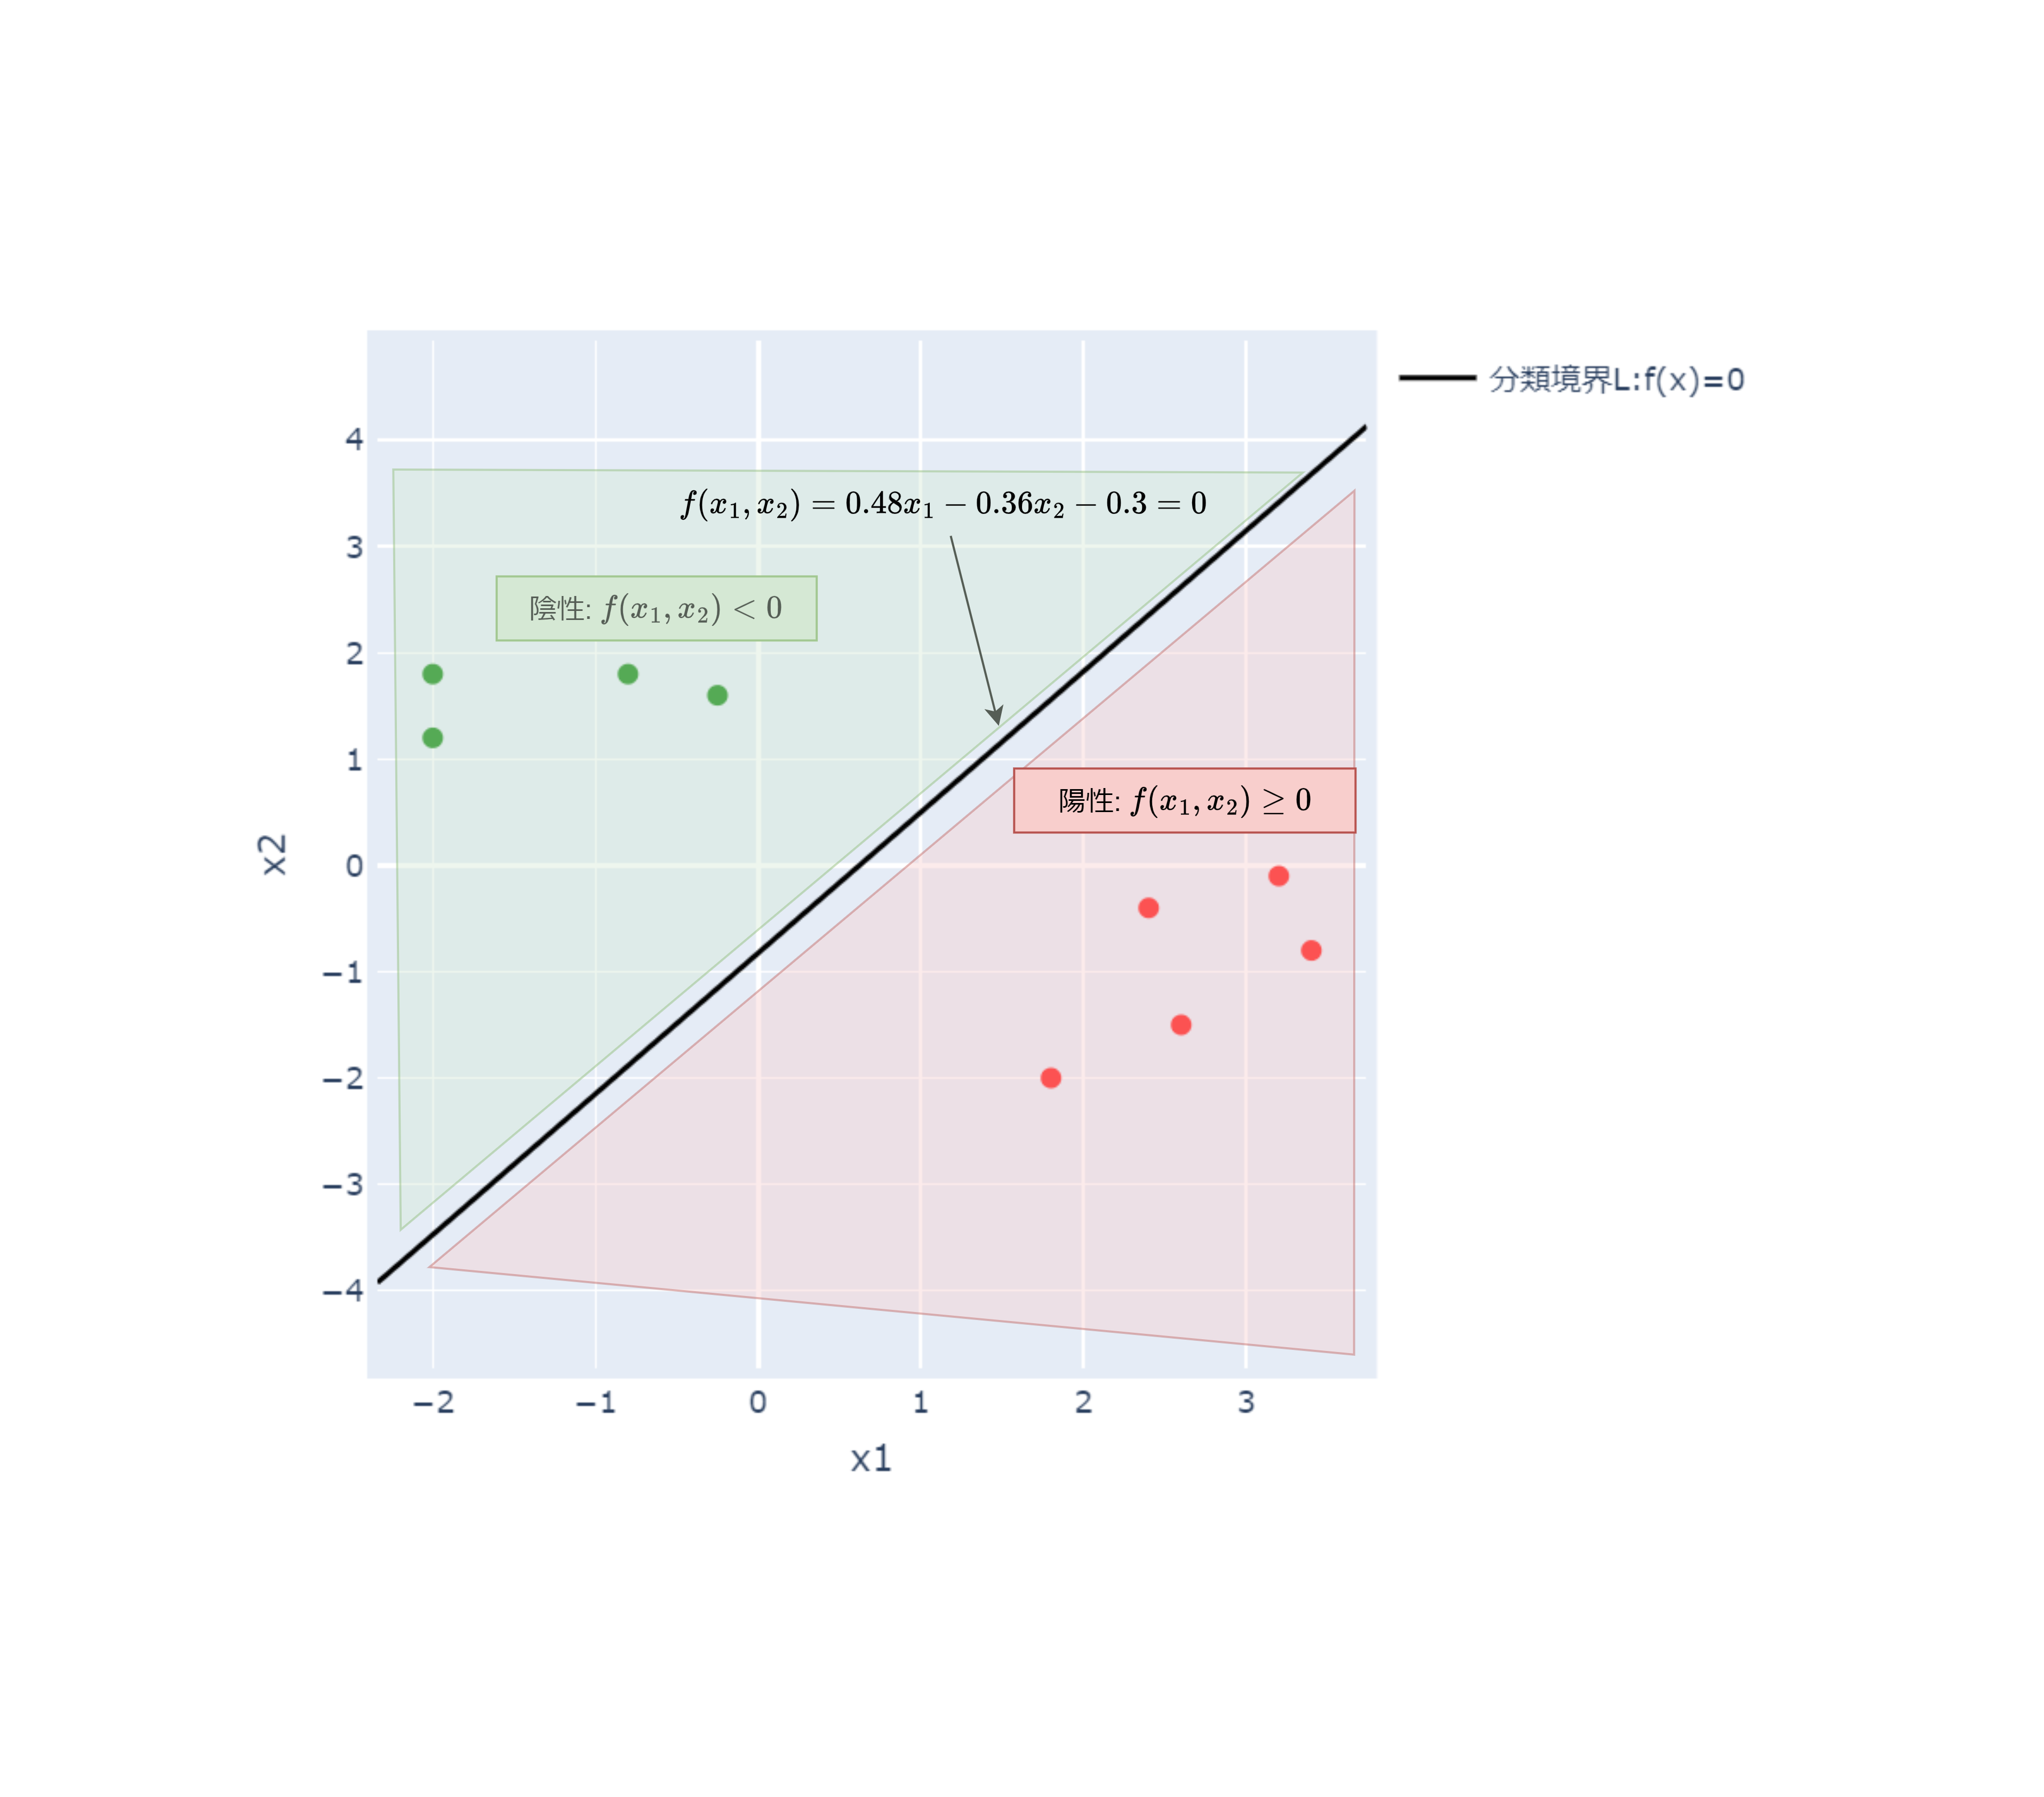 分類境界L:f(x)=0
4
f(x₁, x₂) = 0.48x₁ − 0.36x₂ − 0.3 = 0
3
陰性: f(x₁, x₂) < 0
2
1
陽性: f(x₁, x₂) ≥ 0
0
x2
−1
−2
−3
−4
−2 −1 0 1 2 3
x1